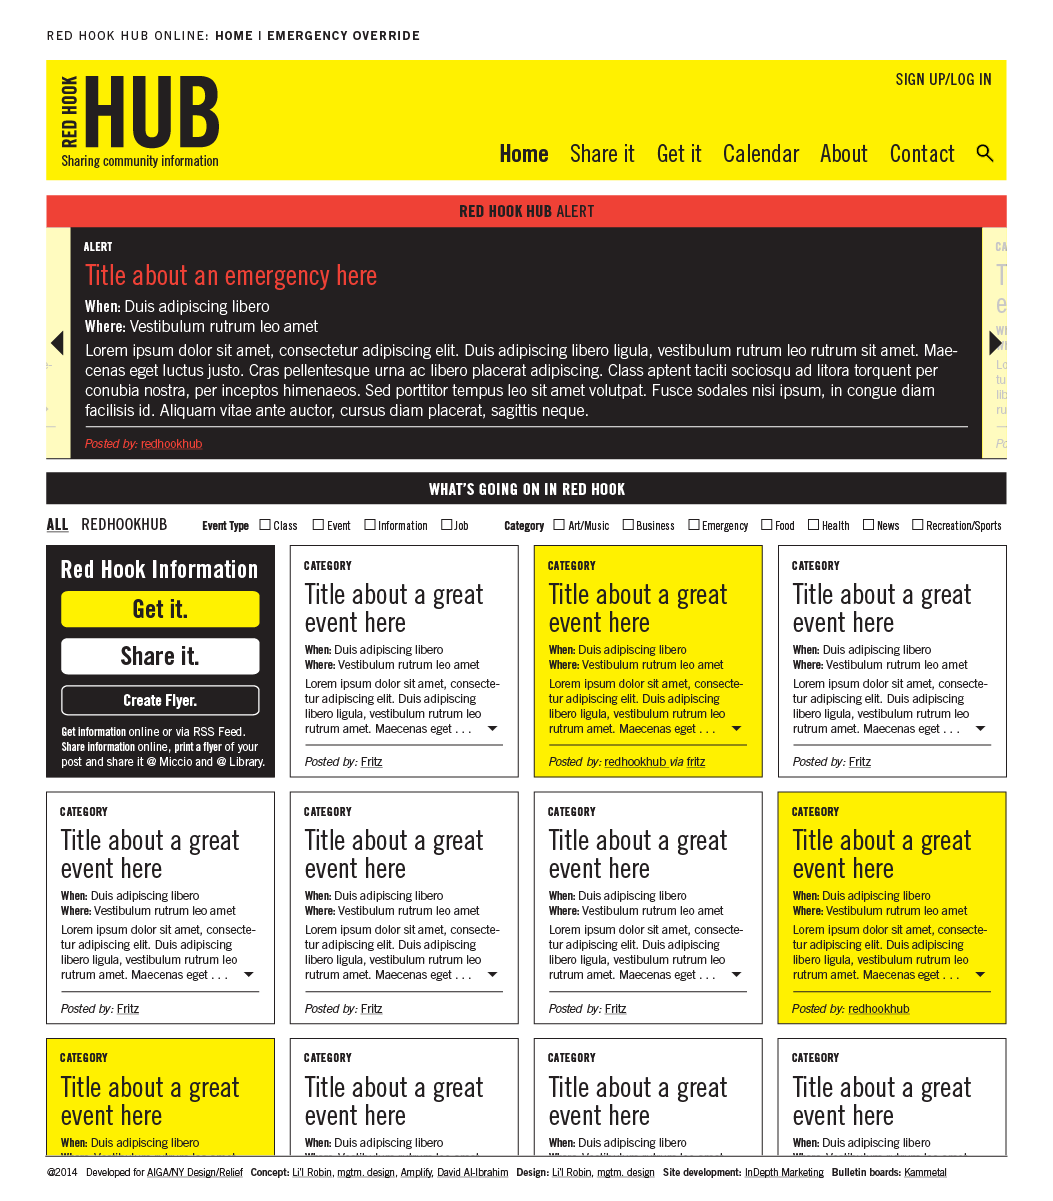 RED HOOK HUB ONLINE: HOME | EMERGENCY OVERRIDE
SIGN UP/LOG IN
RED HOOK
HUB
Sharing community information
Home Share it Get it Calendar About Contact
RED HOOK HUB ALERT
ALERT
Title about an emergency here
When: Duis adipiscing libero
Where: Vestibulum rutrum leo amet
Lorem ipsum dolor sit amet, consectetur adipiscing elit. Duis adipiscing libero ligula, vestibulum rutrum leo rutrum sit amet. Mae-
cenas eget luctus justo. Cras pellentesque urna ac libero placerat adipiscing. Class aptent taciti sociosqu ad litora torquent per
conubia nostra, per inceptos himenaeos. Sed porttitor tempus leo sit amet volutpat. Fusce sodales nisi ipsum, in congue diam
facilisis id. Aliquam vitae ante auctor, cursus diam placerat, sagittis neque.
Posted by: redhookhub
WHAT'S GOING ON IN RED HOOK
ALL REDHOOKHUB Event Type Class Event Information Job Category Art/Music Business Emergency Food Health News Recreation/Sports
Red Hook Information
Get it.
Share it.
Create Flyer.
Get information online or via RSS Feed.
Share information online, print a flyer of your
post and share it @ Miccio and @ Library.
CATEGORY
Title about a great
event here
When: Duis adipiscing libero
Where: Vestibulum rutrum leo amet
Lorem ipsum dolor sit amet, consecte-
tur adipiscing elit. Duis adipiscing
libero ligula, vestibulum rutrum leo
rutrum amet. Maecenas eget . . .
Posted by: Fritz
CATEGORY
Title about a great
event here
When: Duis adipiscing libero
Where: Vestibulum rutrum leo amet
Lorem ipsum dolor sit amet, consecte-
tur adipiscing elit. Duis adipiscing
libero ligula, vestibulum rutrum leo
rutrum amet. Maecenas eget . . .
Posted by: redhookhub via fritz
CATEGORY
Title about a great
event here
When: Duis adipiscing libero
Where: Vestibulum rutrum leo amet
Lorem ipsum dolor sit amet, consecte-
tur adipiscing elit. Duis adipiscing
libero ligula, vestibulum rutrum leo
rutrum amet. Maecenas eget . . .
Posted by: Fritz
CATEGORY
Title about a great
event here
When: Duis adipiscing libero
Where: Vestibulum rutrum leo amet
Lorem ipsum dolor sit amet, consecte-
tur adipiscing elit. Duis adipiscing
libero ligula, vestibulum rutrum leo
rutrum amet. Maecenas eget . . .
Posted by: Fritz
CATEGORY
Title about a great
event here
When: Duis adipiscing libero
Where: Vestibulum rutrum leo amet
Lorem ipsum dolor sit amet, consecte-
tur adipiscing elit. Duis adipiscing
libero ligula, vestibulum rutrum leo
rutrum amet. Maecenas eget . . .
Posted by: Fritz
CATEGORY
Title about a great
event here
When: Duis adipiscing libero
Where: Vestibulum rutrum leo amet
Lorem ipsum dolor sit amet, consecte-
tur adipiscing elit. Duis adipiscing
libero ligula, vestibulum rutrum leo
rutrum amet. Maecenas eget . . .
Posted by: Fritz
CATEGORY
Title about a great
event here
When: Duis adipiscing libero
Where: Vestibulum rutrum leo amet
Lorem ipsum dolor sit amet, consecte-
tur adipiscing elit. Duis adipiscing
libero ligula, vestibulum rutrum leo
rutrum amet. Maecenas eget . . .
Posted by: redhookhub
CATEGORY
Title about a great
event here
When: Duis adipiscing libero
CATEGORY
Title about a great
event here
When: Duis adipiscing libero
CATEGORY
Title about a great
event here
When: Duis adipiscing libero
CATEGORY
Title about a great
event here
When: Duis adipiscing libero
@2014 Developed for AIGA/NY Design/Relief Concept: Li'l Robin, mgtm. design, Amplify, David Al-Ibrahim Design: Li'l Robin, mgtm. design Site development: InDepth Marketing Bulletin boards: Kammetal